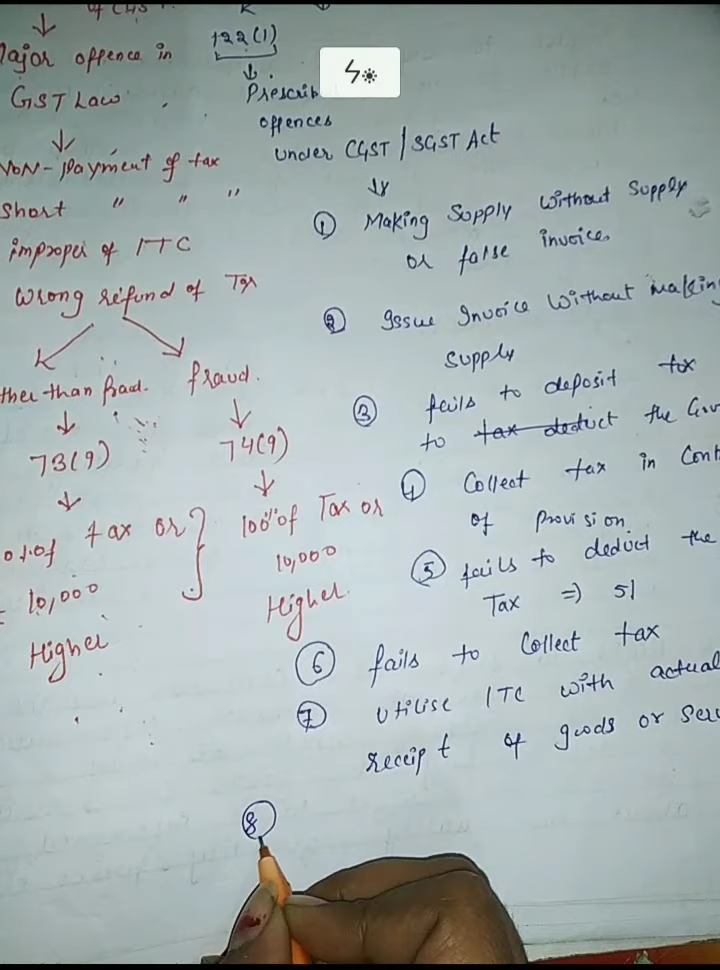 of CGST
Major offence in
GST Law
Non-Payment of tax
Short " " "
improper of ITC
Wrong refund of Tax
other than fraud. fraud.
73(9) 74(9)
% of tax or
10,000
Higher
100% of Tax or
10,000
Higher
122(1)
Prescrib
offences
under CGST / SGST Act
① Making Supply without Supply
or false invoice
② Issue Invoice without making
Supply
③ fails to deposit tax
to tax deduct the Gov
④ Collect tax in Cont
of Provision
⑤ fails to deduct the
Tax => 51
⑥ fails to Collect tax
⑦ utilise ITC with actual
receipt of goods or Serv
⑧